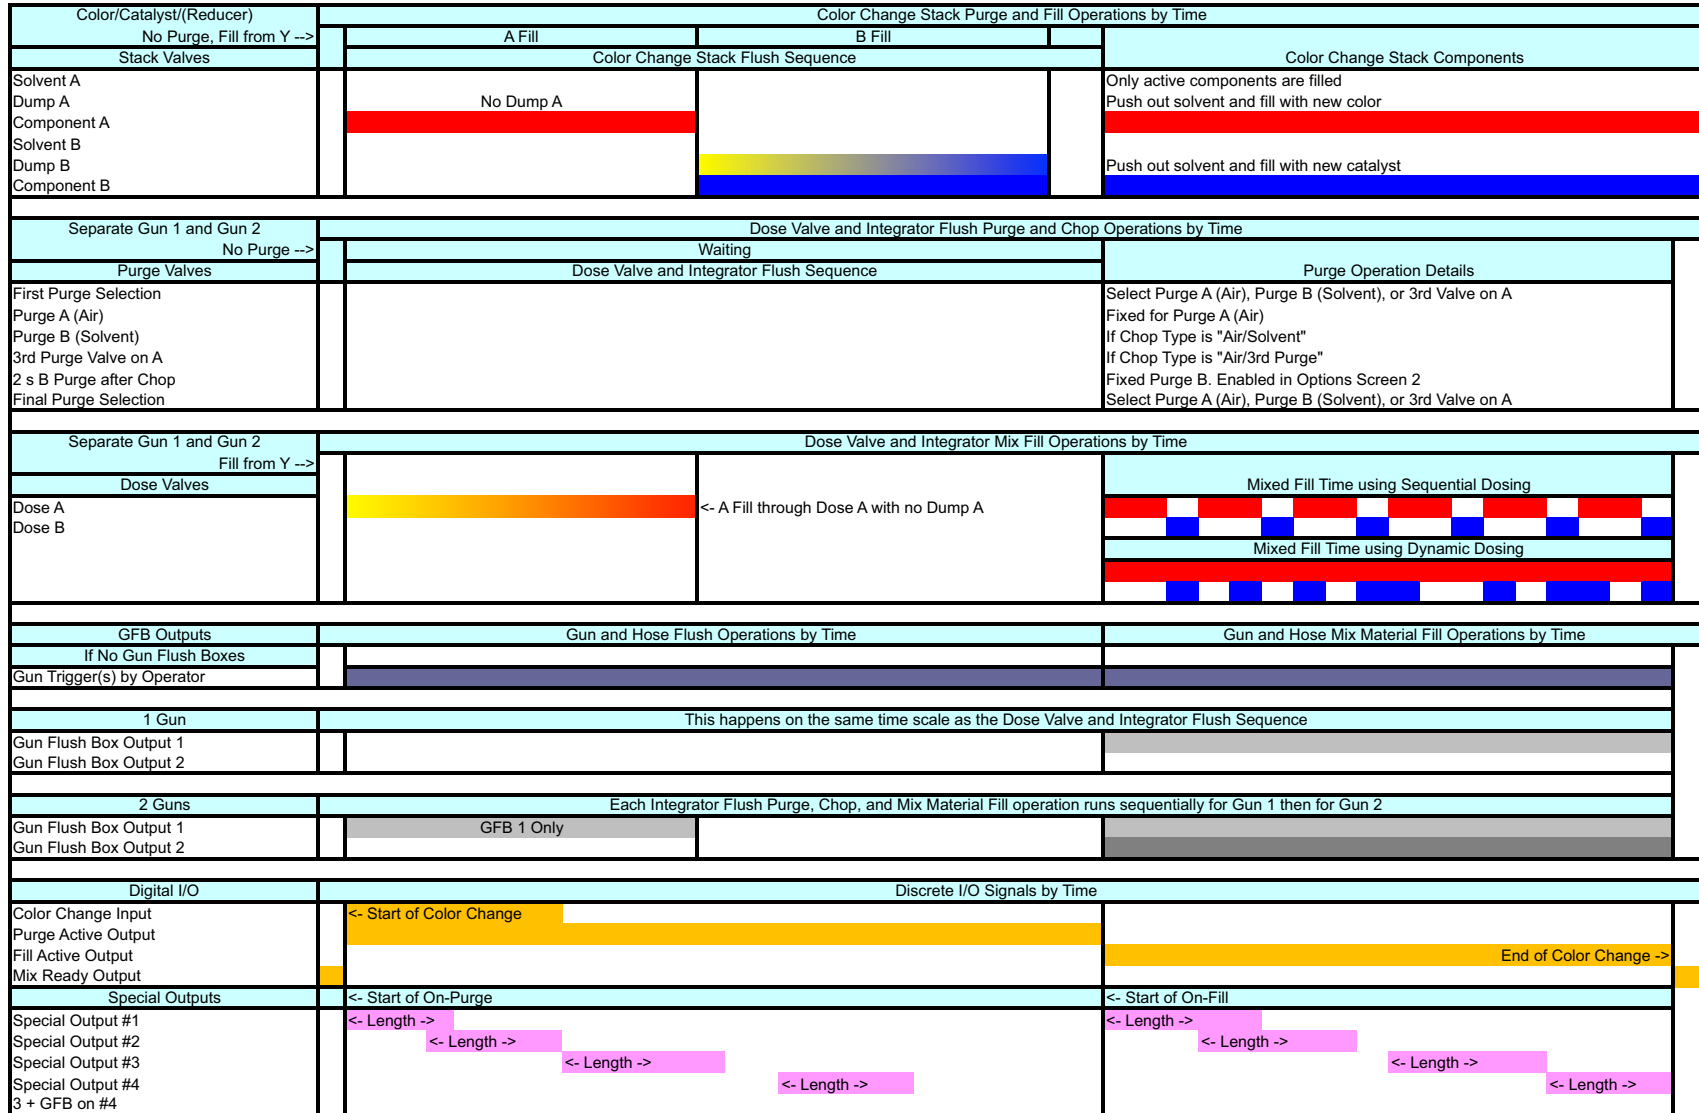 Color/Catalyst/(Reducer)
Color Change Stack Purge and Fill Operations by Time
No Purge, Fill from Y -->
A Fill
B Fill
Stack Valves
Color Change Stack Flush Sequence
Color Change Stack Components
Solvent A
Only active components are filled
Dump A
No Dump A
Push out solvent and fill with new color
Component A
Solvent B
Dump B
Push out solvent and fill with new catalyst
Component B
Separate Gun 1 and Gun 2
Dose Valve and Integrator Flush Purge and Chop Operations by Time
No Purge -->
Waiting
Purge Valves
Dose Valve and Integrator Flush Sequence
Purge Operation Details
First Purge Selection
Select Purge A (Air), Purge B (Solvent), or 3rd Valve on A
Purge A (Air)
Fixed for Purge A (Air)
Purge B (Solvent)
If Chop Type is "Air/Solvent"
3rd Purge Valve on A
If Chop Type is "Air/3rd Purge"
2 s B Purge after Chop
Fixed Purge B. Enabled in Options Screen 2
Final Purge Selection
Select Purge A (Air), Purge B (Solvent), or 3rd Valve on A
Separate Gun 1 and Gun 2
Dose Valve and Integrator Mix Fill Operations by Time
Fill from Y -->
Dose Valves
Mixed Fill Time using Sequential Dosing
Dose A
<- A Fill through Dose A with no Dump A
Dose B
Mixed Fill Time using Dynamic Dosing
GFB Outputs
Gun and Hose Flush Operations by Time
Gun and Hose Mix Material Fill Operations by Time
If No Gun Flush Boxes
Gun Trigger(s) by Operator
1 Gun
This happens on the same time scale as the Dose Valve and Integrator Flush Sequence
Gun Flush Box Output 1
Gun Flush Box Output 2
2 Guns
Each Integrator Flush Purge, Chop, and Mix Material Fill operation runs sequentially for Gun 1 then for Gun 2
Gun Flush Box Output 1
GFB 1 Only
Gun Flush Box Output 2
Digital I/O
Discrete I/O Signals by Time
Color Change Input
<- Start of Color Change
Purge Active Output
Fill Active Output
End of Color Change ->
Mix Ready Output
Special Outputs
<- Start of On-Purge
<- Start of On-Fill
Special Output #1
<- Length ->
<- Length ->
Special Output #2
<- Length ->
<- Length ->
Special Output #3
<- Length ->
<- Length ->
Special Output #4
<- Length ->
<- Length ->
3 + GFB on #4